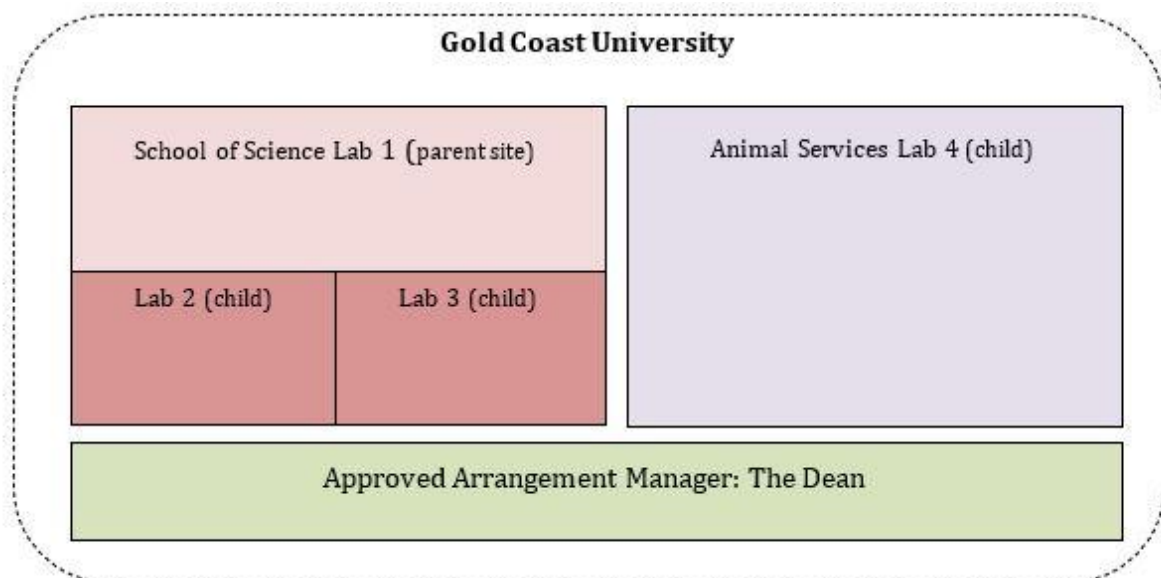 Gold Coast University
School of Science Lab 1 (parent site)
Animal Services Lab 4 (child)
Lab 2 (child)
Lab 3 (child)
Approved Arrangement Manager: The Dean